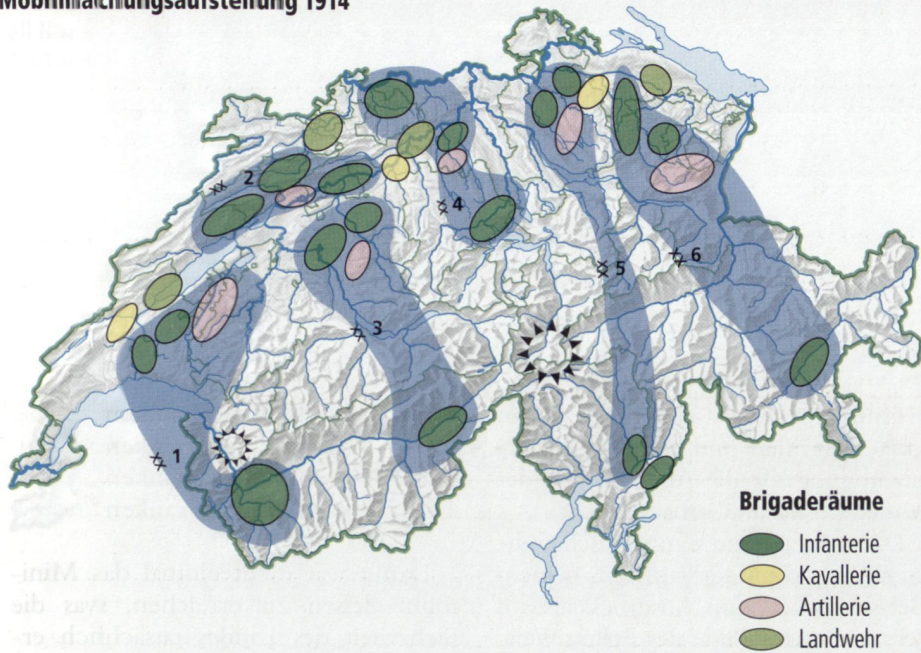 Mobilmachungsaufstellung 1914
2
4
5
6
3
1
Brigaderäume
Infanterie
Kavallerie
Artillerie
Landwehr